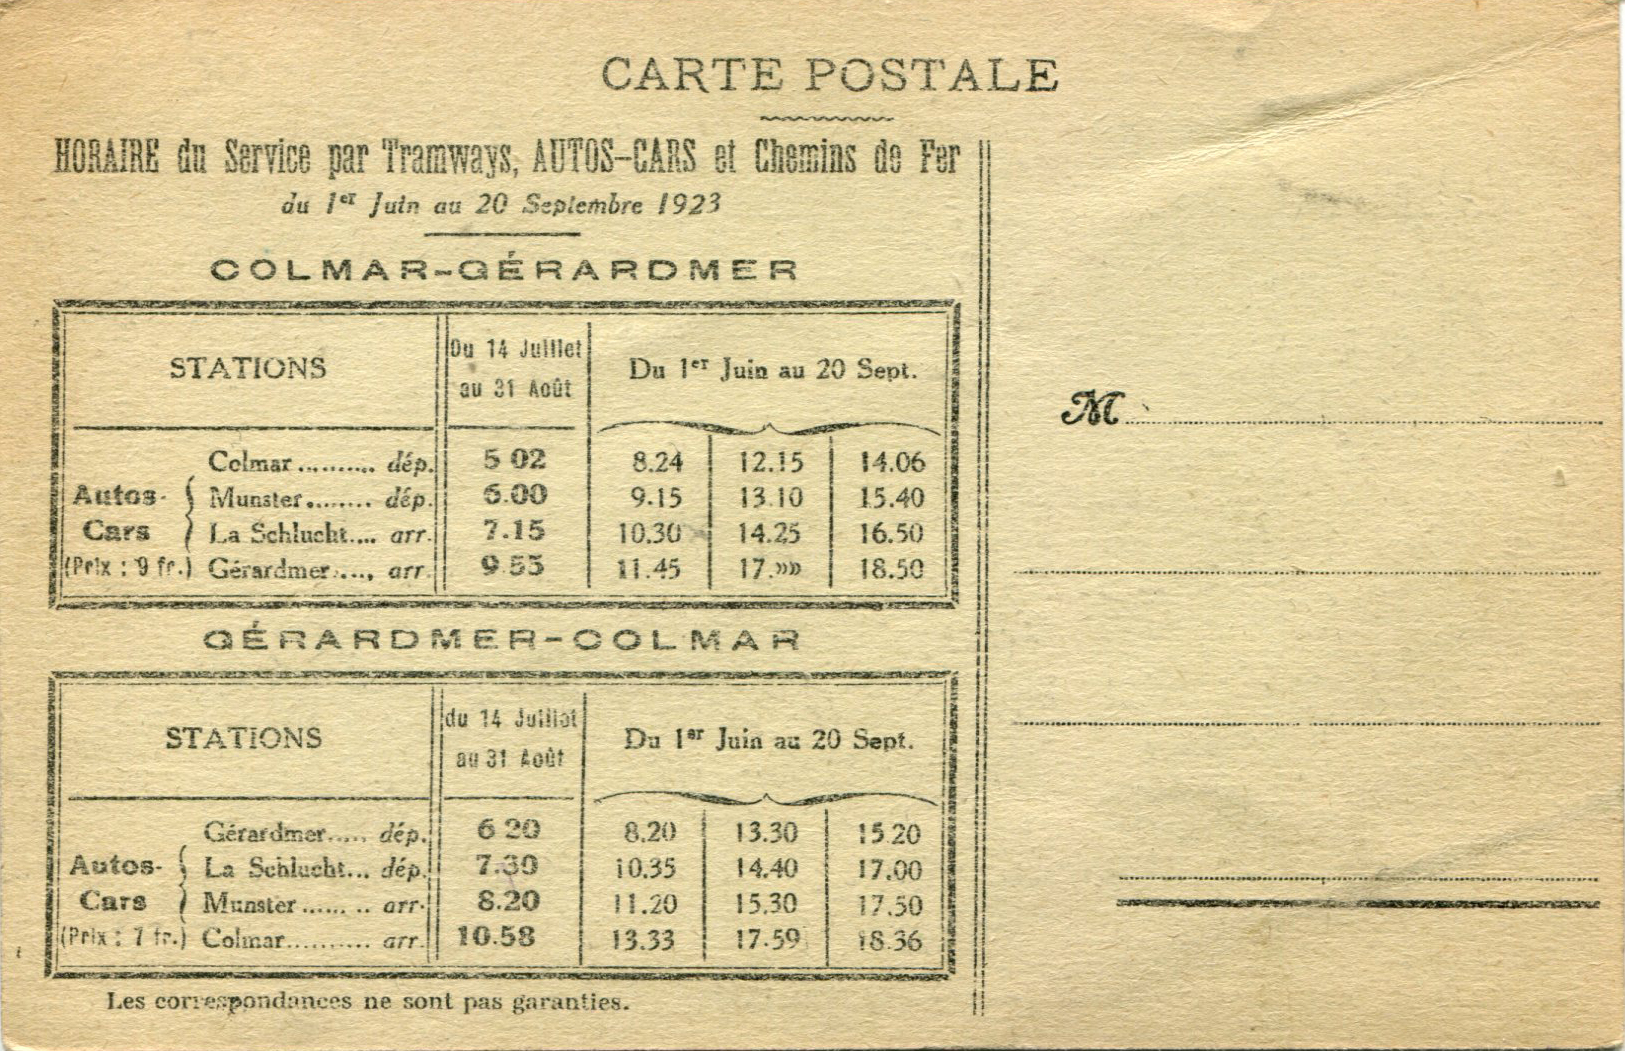 CARTE POSTALE
HORAIRE du Service par Tramways, AUTOS-CARS et Chemins de Fer
du 1er Juin au 20 Septembre 1923
COLMAR-GÉRARDMER
STATIONS
Du 14 Juillet
au 31 Août
Du 1er Juin au 20 Sept.
Colmar .......... dép. 5 02 8.24 12.15 14.06
Autos- Munster........ dép. 6.00 9.15 13.10 15.40
Cars La Schlucht.... arr. 7.15 10.30 14.25 16.50
(Prix : 9 fr.) Gérardmer...., arr. 9 55 11.45 17.»» 18.50
GÉRARDMER-COLMAR
STATIONS
du 14 Juillet
au 31 Août
Du 1er Juin au 20 Sept.
Gérardmer..... dép. 6 20 8.20 13.30 15.20
Autos- La Schlucht... dép. 7.30 10.35 14.40 17.00
Cars Munster ...... .. arr. 8.20 11.20 15.30 17.50
(Prix : 7 fr.) Colmar.......... arr. 10.58 13.33 17.59 18.36
Les correspondances ne sont pas garanties.
M